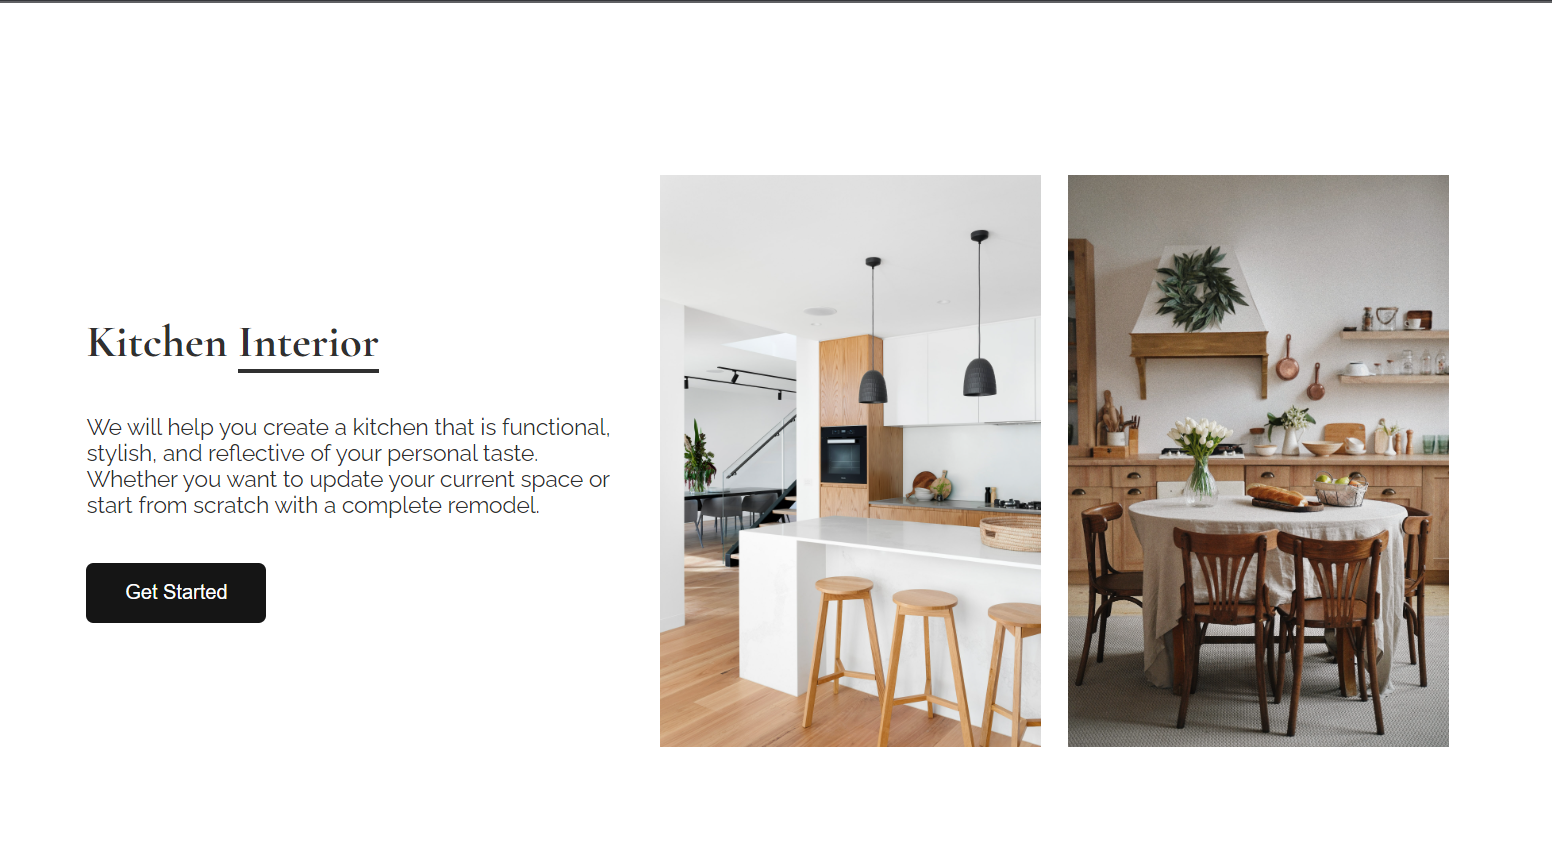 Kitchen Interior
We will help you create a kitchen that is functional,
stylish, and reflective of your personal taste.
Whether you want to update your current space or
start from scratch with a complete remodel.
Get Started